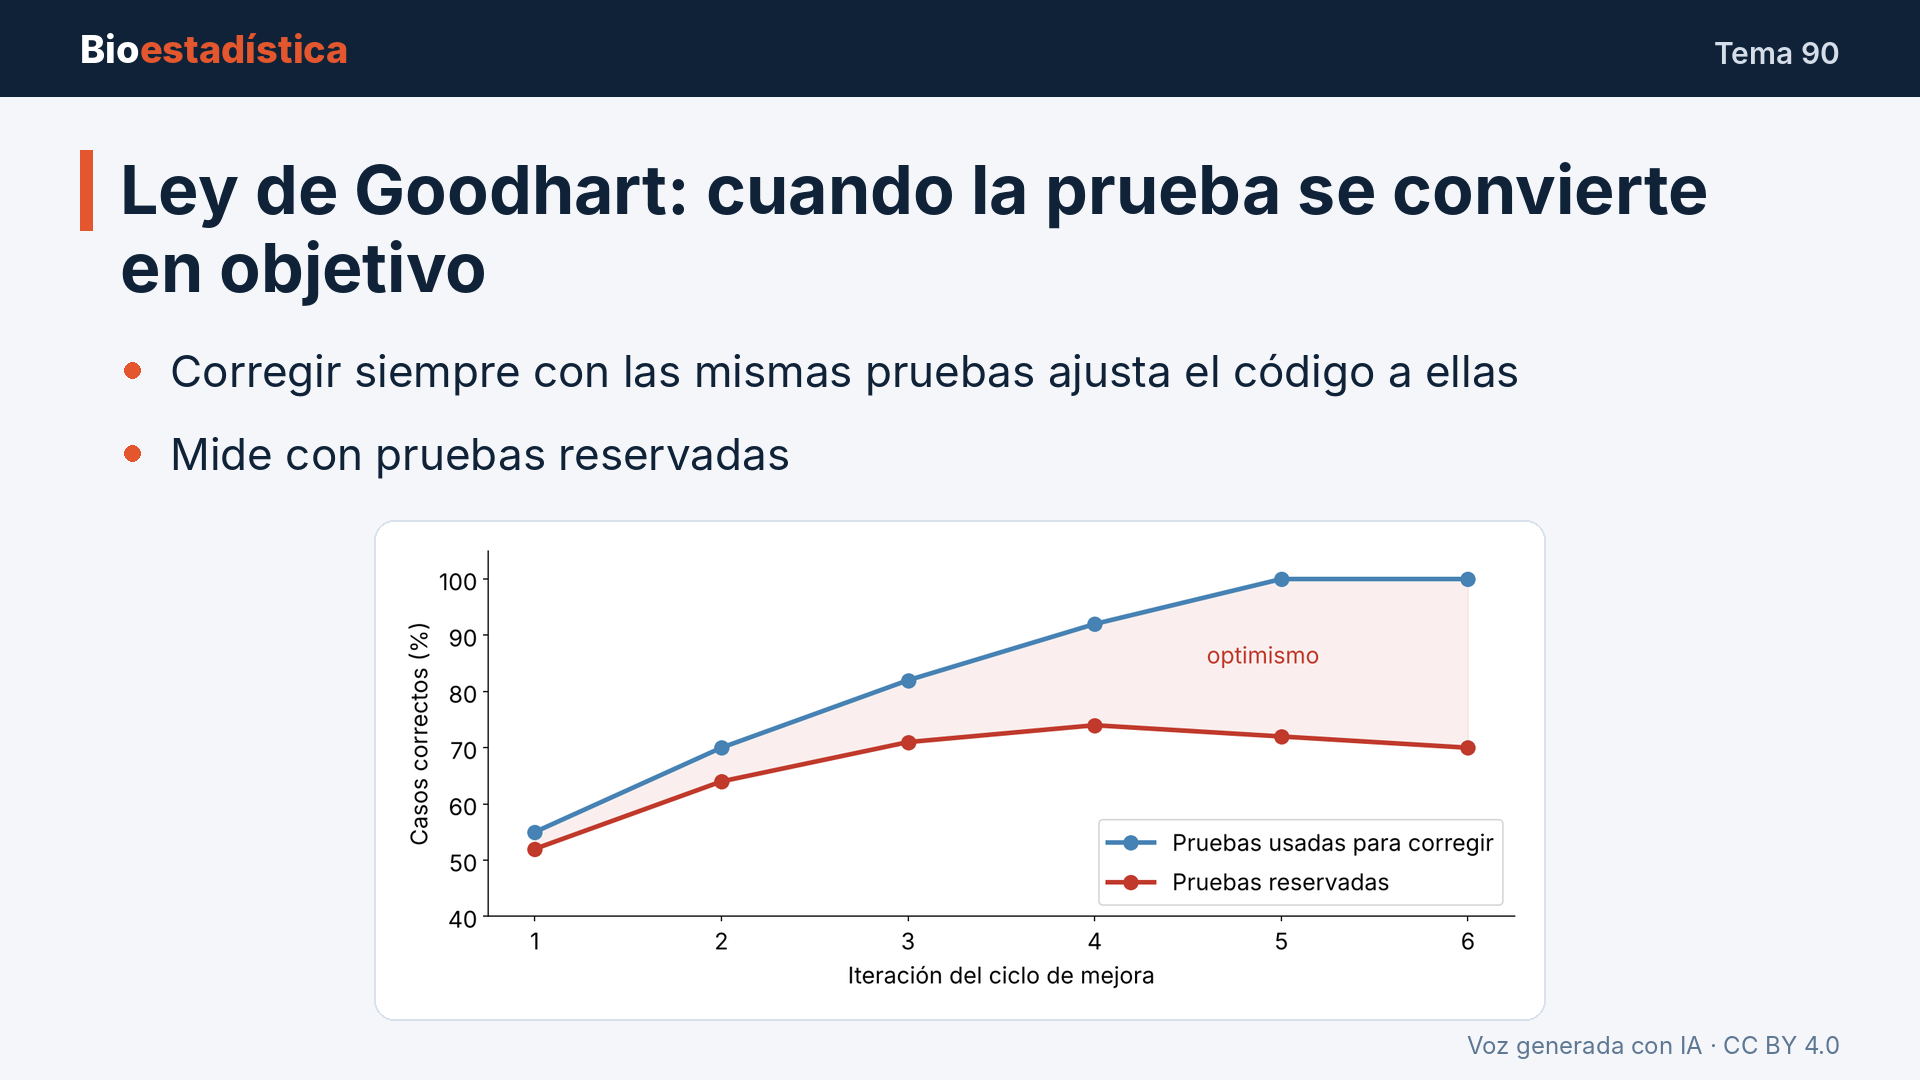 Bioestadística
Tema 90
Ley de Goodhart: cuando la prueba se convierte
en objetivo
Corregir siempre con las mismas pruebas ajusta el código a ellas
Mide con pruebas reservadas
100
90
80
70
60
50
40
Casos correctos (%)
optimismo
Pruebas usadas para corregir
Pruebas reservadas
1 2 3 4 5 6
Iteración del ciclo de mejora
Voz generada con IA · CC BY 4.0